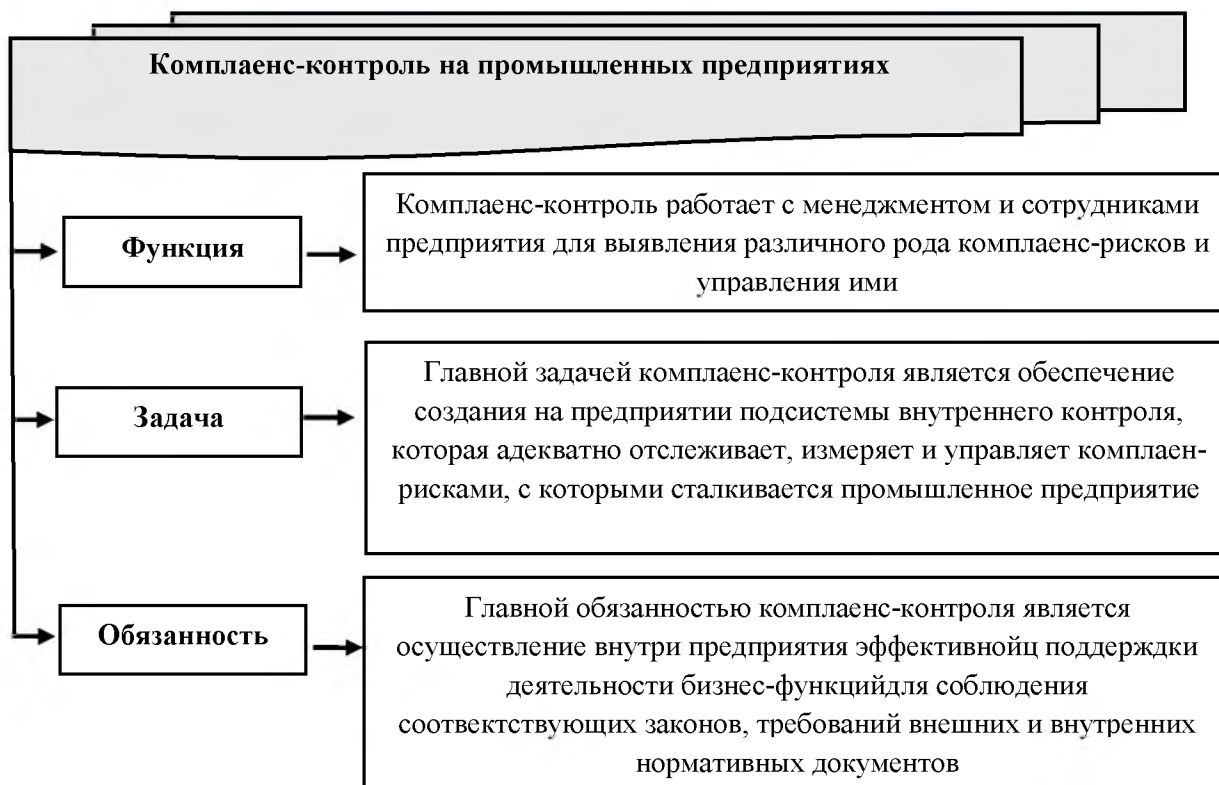 Комплаенс-контроль на промышленных предприятиях
Функция
Комплаенс-контроль работает с менеджментом и сотрудниками
предприятия для выявления различного рода комплаенс-рисков и
управления ими
Задача
Главной задачей комплаенс-контроля является обеспечение
создания на предприятии подсистемы внутреннего контроля,
которая адекватно отслеживает, измеряет и управляет комплаен-
рисками, с которыми сталкивается промышленное предприятие
Обязанность
Главной обязанностью комплаенс-контроля является
осуществление внутри предприятия эффективнойц поддерждки
деятельности бизнес-функцийдля соблюдения
соотвектствующих законов, требований внешних и внутренних
нормативных документов